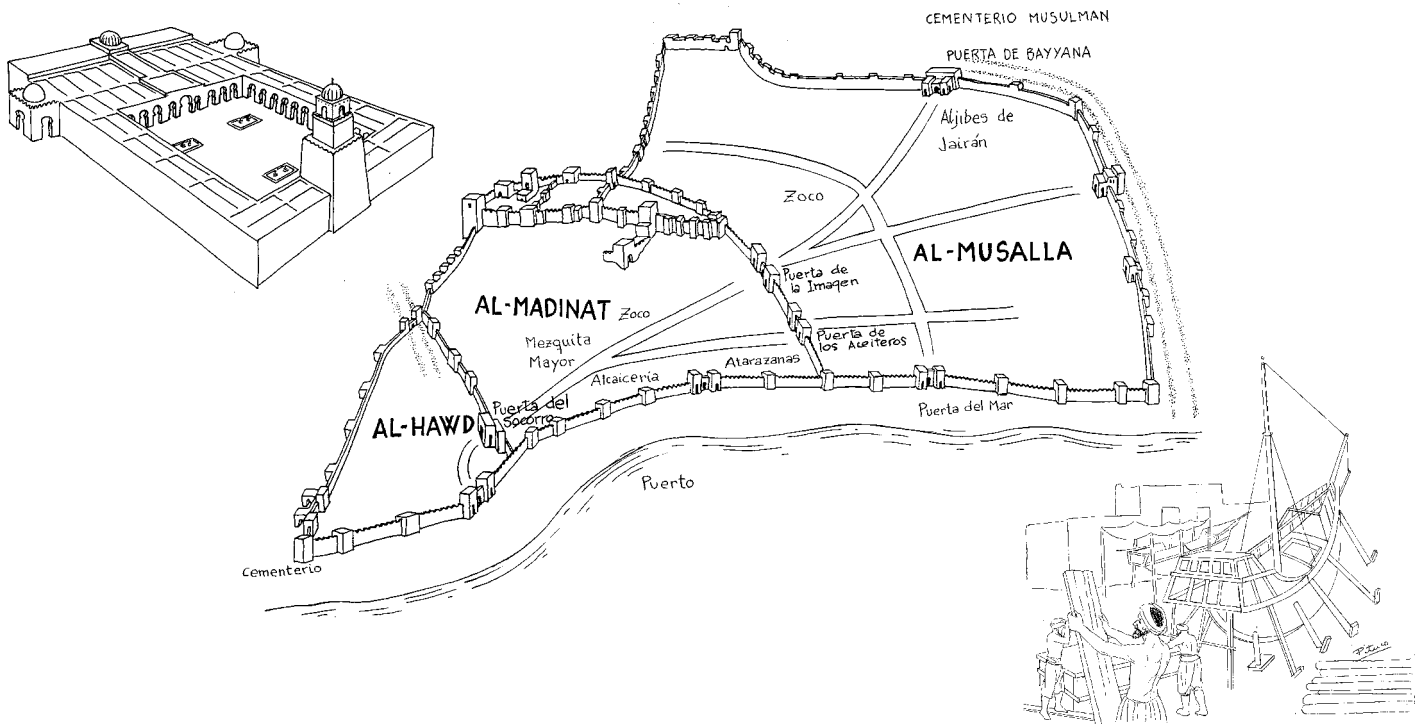 CEMENTERIO MUSULMAN
PUERTA DE BAYYANA
Aljibes de
Jairán
Zoco
AL-MUSALLA
Puerta de
la Imagen
AL-MADINAT
Zoco
Mezquita
Mayor
Puerta de
los Aceiteros
Atarazanas
Alcaicería
Puerta del
Socorro
AL-HAWD
Puerta del Mar
Puerto
Cementerio